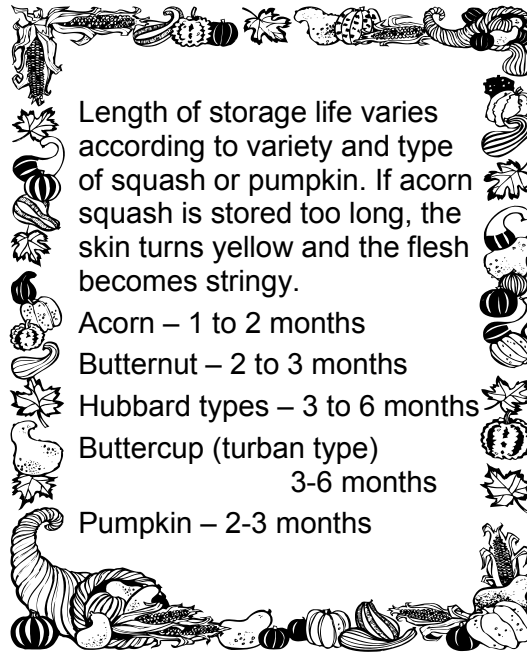 Length of storage life varies
according to variety and type
of squash or pumpkin. If acorn
squash is stored too long, the
skin turns yellow and the flesh
becomes stringy.
Acorn – 1 to 2 months
Butternut – 2 to 3 months
Hubbard types – 3 to 6 months
Buttercup (turban type)
3-6 months
Pumpkin – 2-3 months